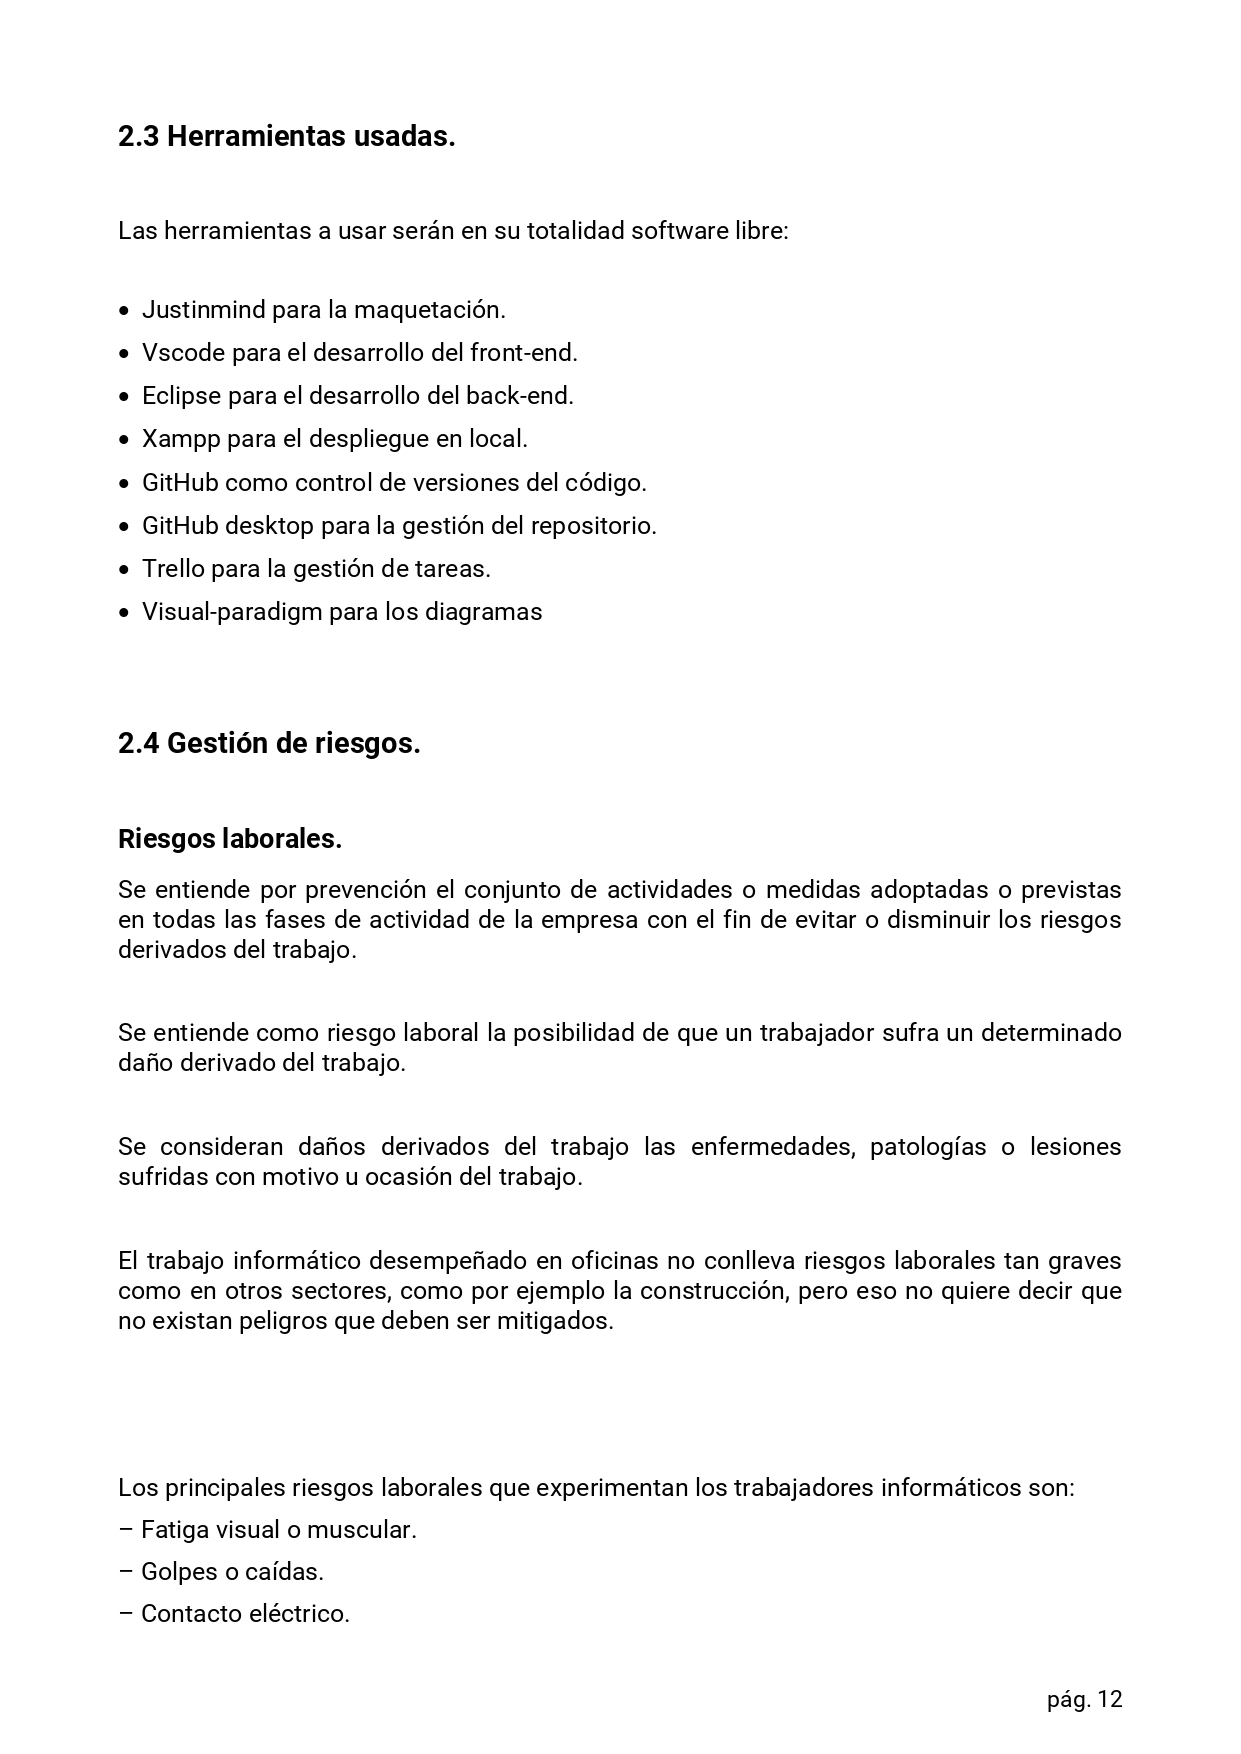 2.3 Herramientas usadas.
Las herramientas a usar serán en su totalidad software libre:
• Justinmind para la maquetación.
• Vscode para el desarrollo del front-end.
• Eclipse para el desarrollo del back-end.
• Xampp para el despliegue en local.
• GitHub como control de versiones del código.
• GitHub desktop para la gestión del repositorio.
• Trello para la gestión de tareas.
• Visual-paradigm para los diagramas
2.4 Gestión de riesgos.
Riesgos laborales.
Se entiende por prevención el conjunto de actividades o medidas adoptadas o previstas
en todas las fases de actividad de la empresa con el fin de evitar o disminuir los riesgos
derivados del trabajo.
Se entiende como riesgo laboral la posibilidad de que un trabajador sufra un determinado
daño derivado del trabajo.
Se consideran daños derivados del trabajo las enfermedades, patologías o lesiones
sufridas con motivo u ocasión del trabajo.
El trabajo informático desempeñado en oficinas no conlleva riesgos laborales tan graves
como en otros sectores, como por ejemplo la construcción, pero eso no quiere decir que
no existan peligros que deben ser mitigados.
Los principales riesgos laborales que experimentan los trabajadores informáticos son:
– Fatiga visual o muscular.
– Golpes o caídas.
– Contacto eléctrico.
pág. 12